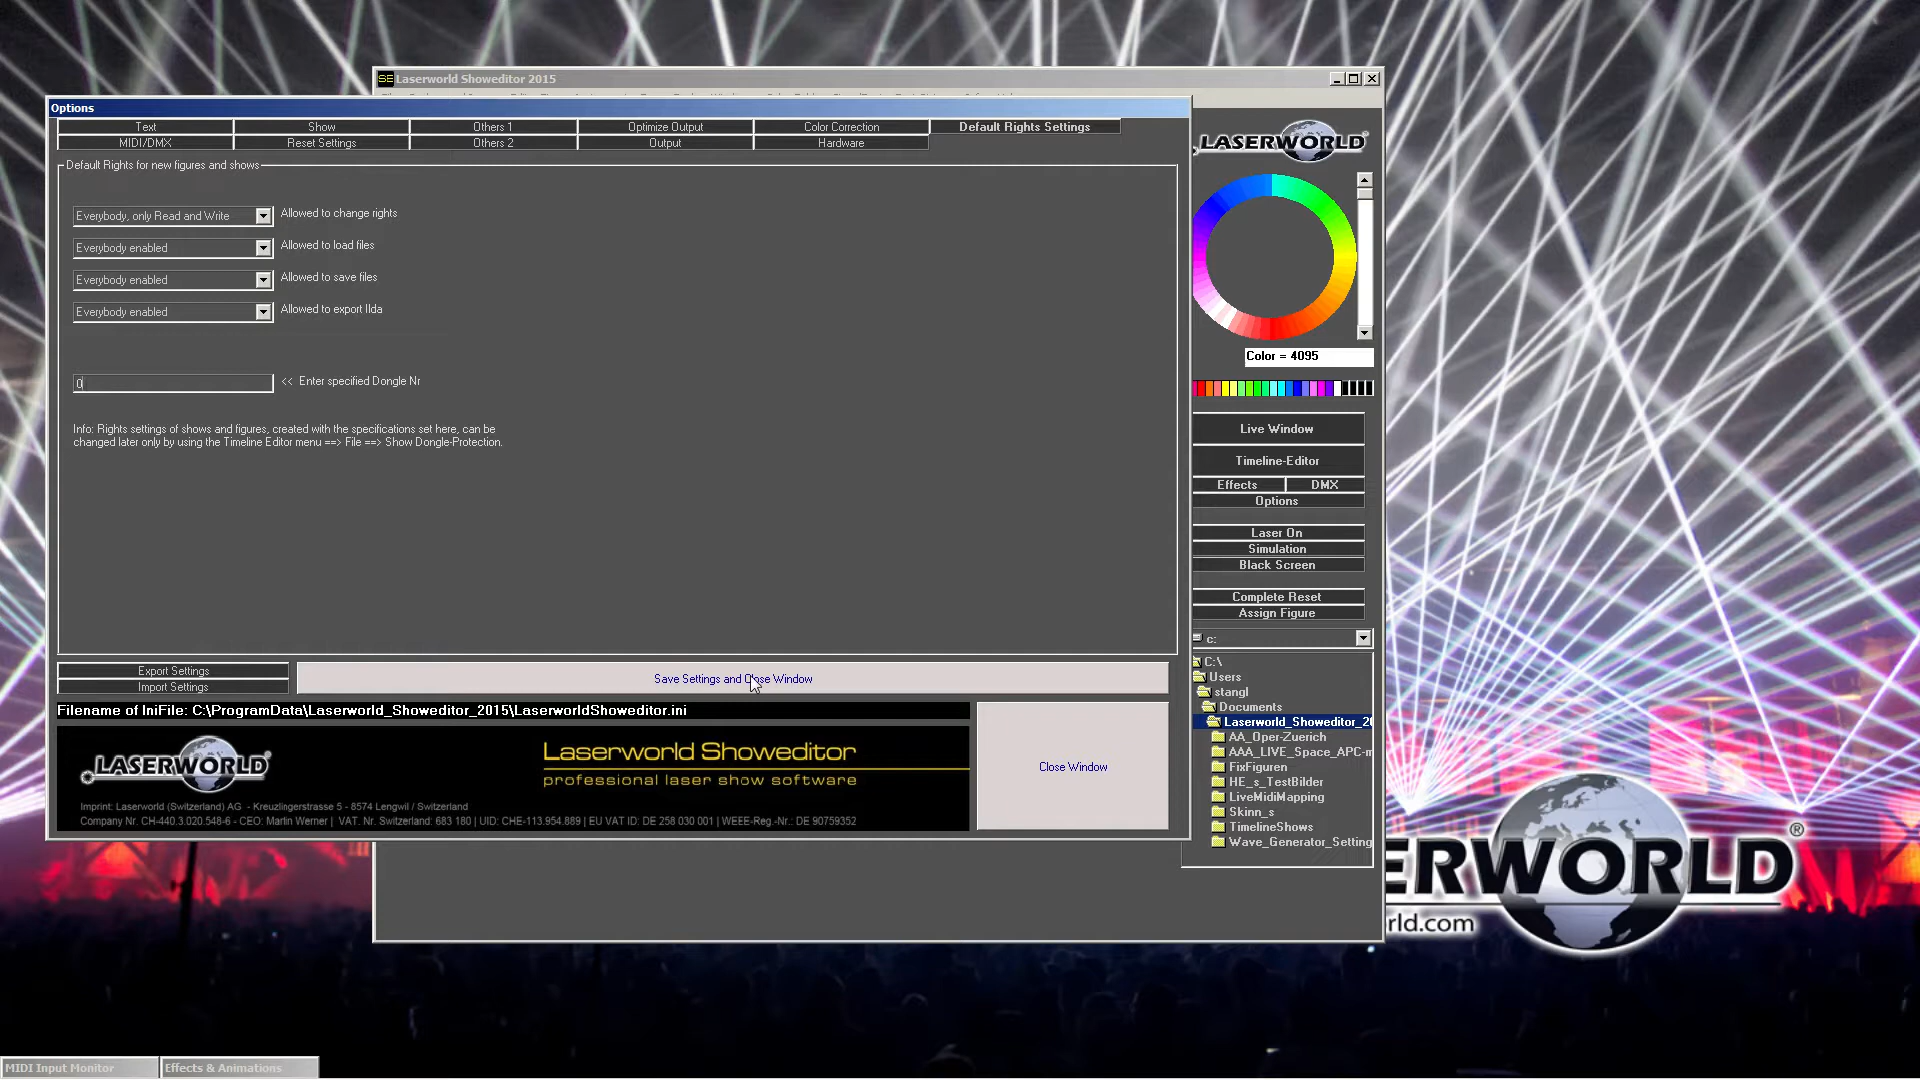 SE Laserworld Showeditor 2015
Options
Text
Show
Others 1
Optimize Output
Color Correction
Default Rights Settings
MIDI/DMX
Reset Settings
Others 2
Output
Hardware
Default Rights for new figures and shows
Everybody, only Read and Write
Allowed to change rights
Everybody enabled
Allowed to load files
Everybody enabled
Allowed to save files
Everybody enabled
Allowed to export Ilda
0
<< Enter specified Dongle Nr
Info: Rights settings of shows and figures, created with the specifications set here, can be
changed later only by using the Timeline Editor menu ==> File ==> Show Dongle-Protection.
Export Settings
Import Settings
Save Settings and Close Window
Filename of IniFile: C:\ProgramData\Laserworld_Showeditor_2015\LaserworldShoweditor.ini
LASERWORLD®
Laserworld Showeditor
professional laser show software
Imprint: Laserworld (Switzerland) AG - Kreuzlingerstrasse 5 - 8574 Lengwil / Switzerland
Company Nr. CH-440.3.020.548-6 - CEO: Martin Werner | VAT. Nr. Switzerland: 683 180 | UID: CHE-113.954.889 | EU VAT ID: DE 258 030 001 | WEEE-Reg.-Nr.: DE 90759352
Close Window
LASERWORLD®
Color = 4095
Live Window
Timeline-Editor
Effects
DMX
Options
Laser On
Simulation
Black Screen
Complete Reset
Assign Figure
c:
C:\
Users
stangl
Documents
Laserworld_Showeditor_20
AA_Oper-Zuerich
AAA_LIVE_Space_APC-m
FixFiguren
HE_s_TestBilder
LiveMidiMapping
Skinn_s
TimelineShows
Wave_Generator_Setting
ERWORLD®
rld.com
MIDI Input Monitor
Effects & Animations